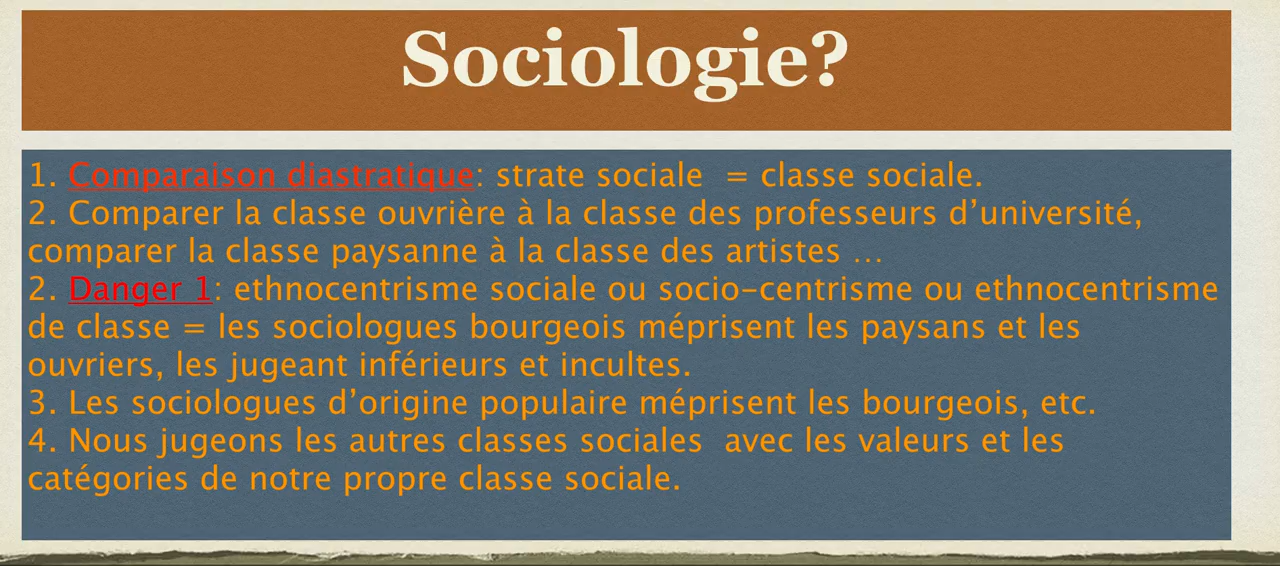 Sociologie?
1. Comparaison diastratique: strate sociale  = classe sociale.
2. Comparer la classe ouvrière à la classe des professeurs d’université,
comparer la classe paysanne à la classe des artistes …
2. Danger 1: ethnocentrisme sociale ou socio-centrisme ou ethnocentrisme
de classe = les sociologues bourgeois méprisent les paysans et les
ouvriers, les jugeant inférieurs et incultes.
3. Les sociologues d’origine populaire méprisent les bourgeois, etc.
4. Nous jugeons les autres classes sociales  avec les valeurs et les
catégories de notre propre classe sociale.